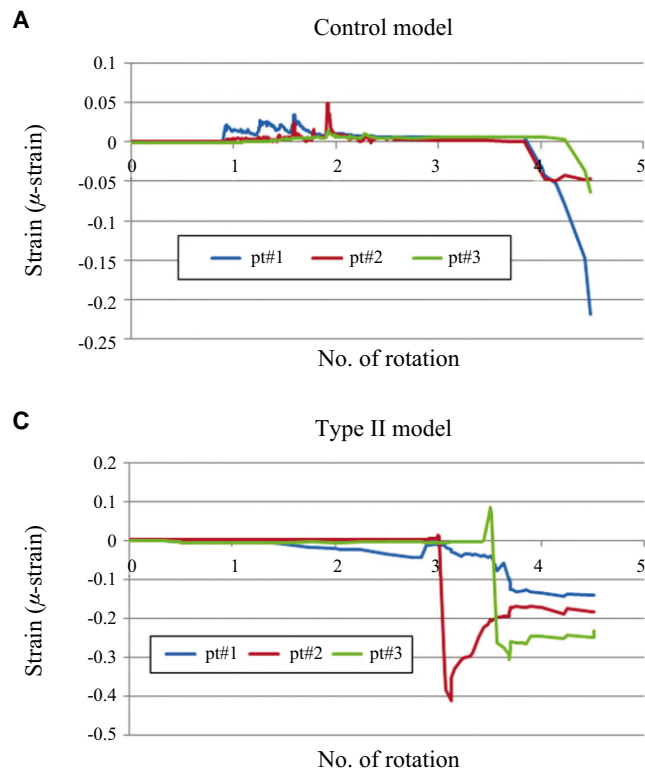 A
Control model
Strain (μ-strain)
0.1
0.05
0
-0.05
-0.1
-0.15
-0.2
-0.25
0 1 2 3 4 5
pt#1 pt#2 pt#3
No. of rotation
C
Type II model
Strain (μ-strain)
0.2
0.1
0
-0.1
-0.2
-0.3
-0.4
-0.5
0 1 2 3 4 5
pt#1 pt#2 pt#3
No. of rotation